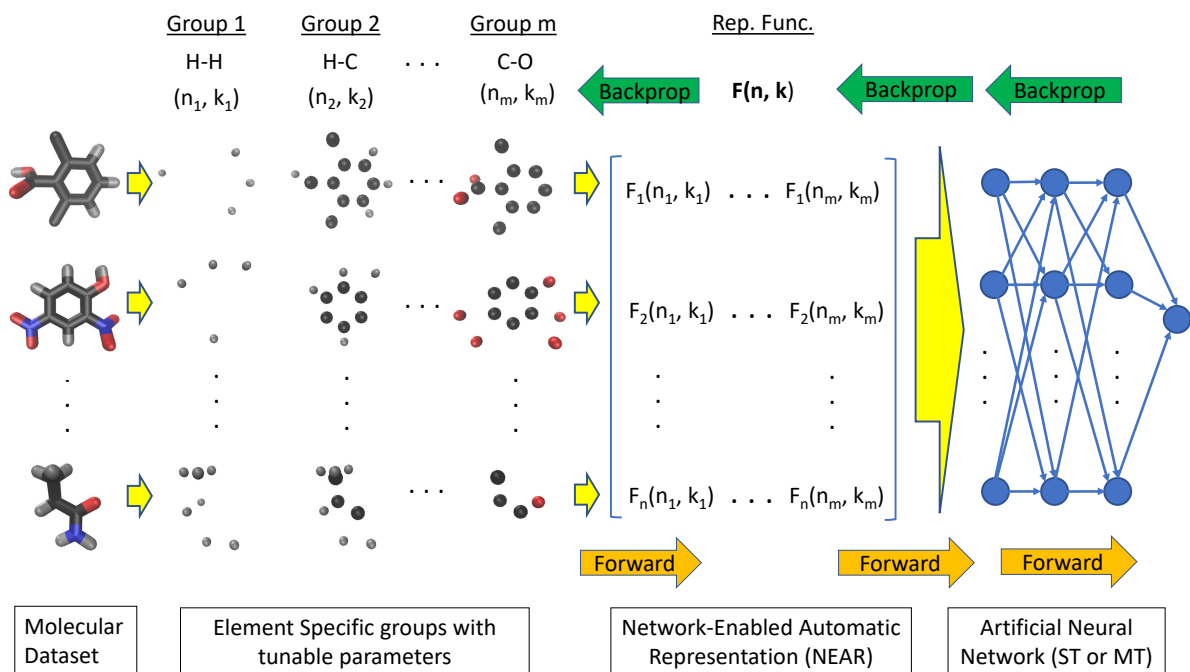 Group 1 Group 2 Group m Rep. Func.
H-H H-C . . . C-O
(n1, k1) (n2, k2) (nm, km) Backprop F(n, k) Backprop Backprop
F1(n1, k1) . . . F1(nm, km)
F2(n1, k1) . . . F2(nm, km)
Fn(n1, k1) . . . Fn(nm, km)
Forward Forward Forward
Molecular
Dataset
Element Specific groups with
tunable parameters
Network-Enabled Automatic
Representation (NEAR)
Artificial Neural
Network (ST or MT)